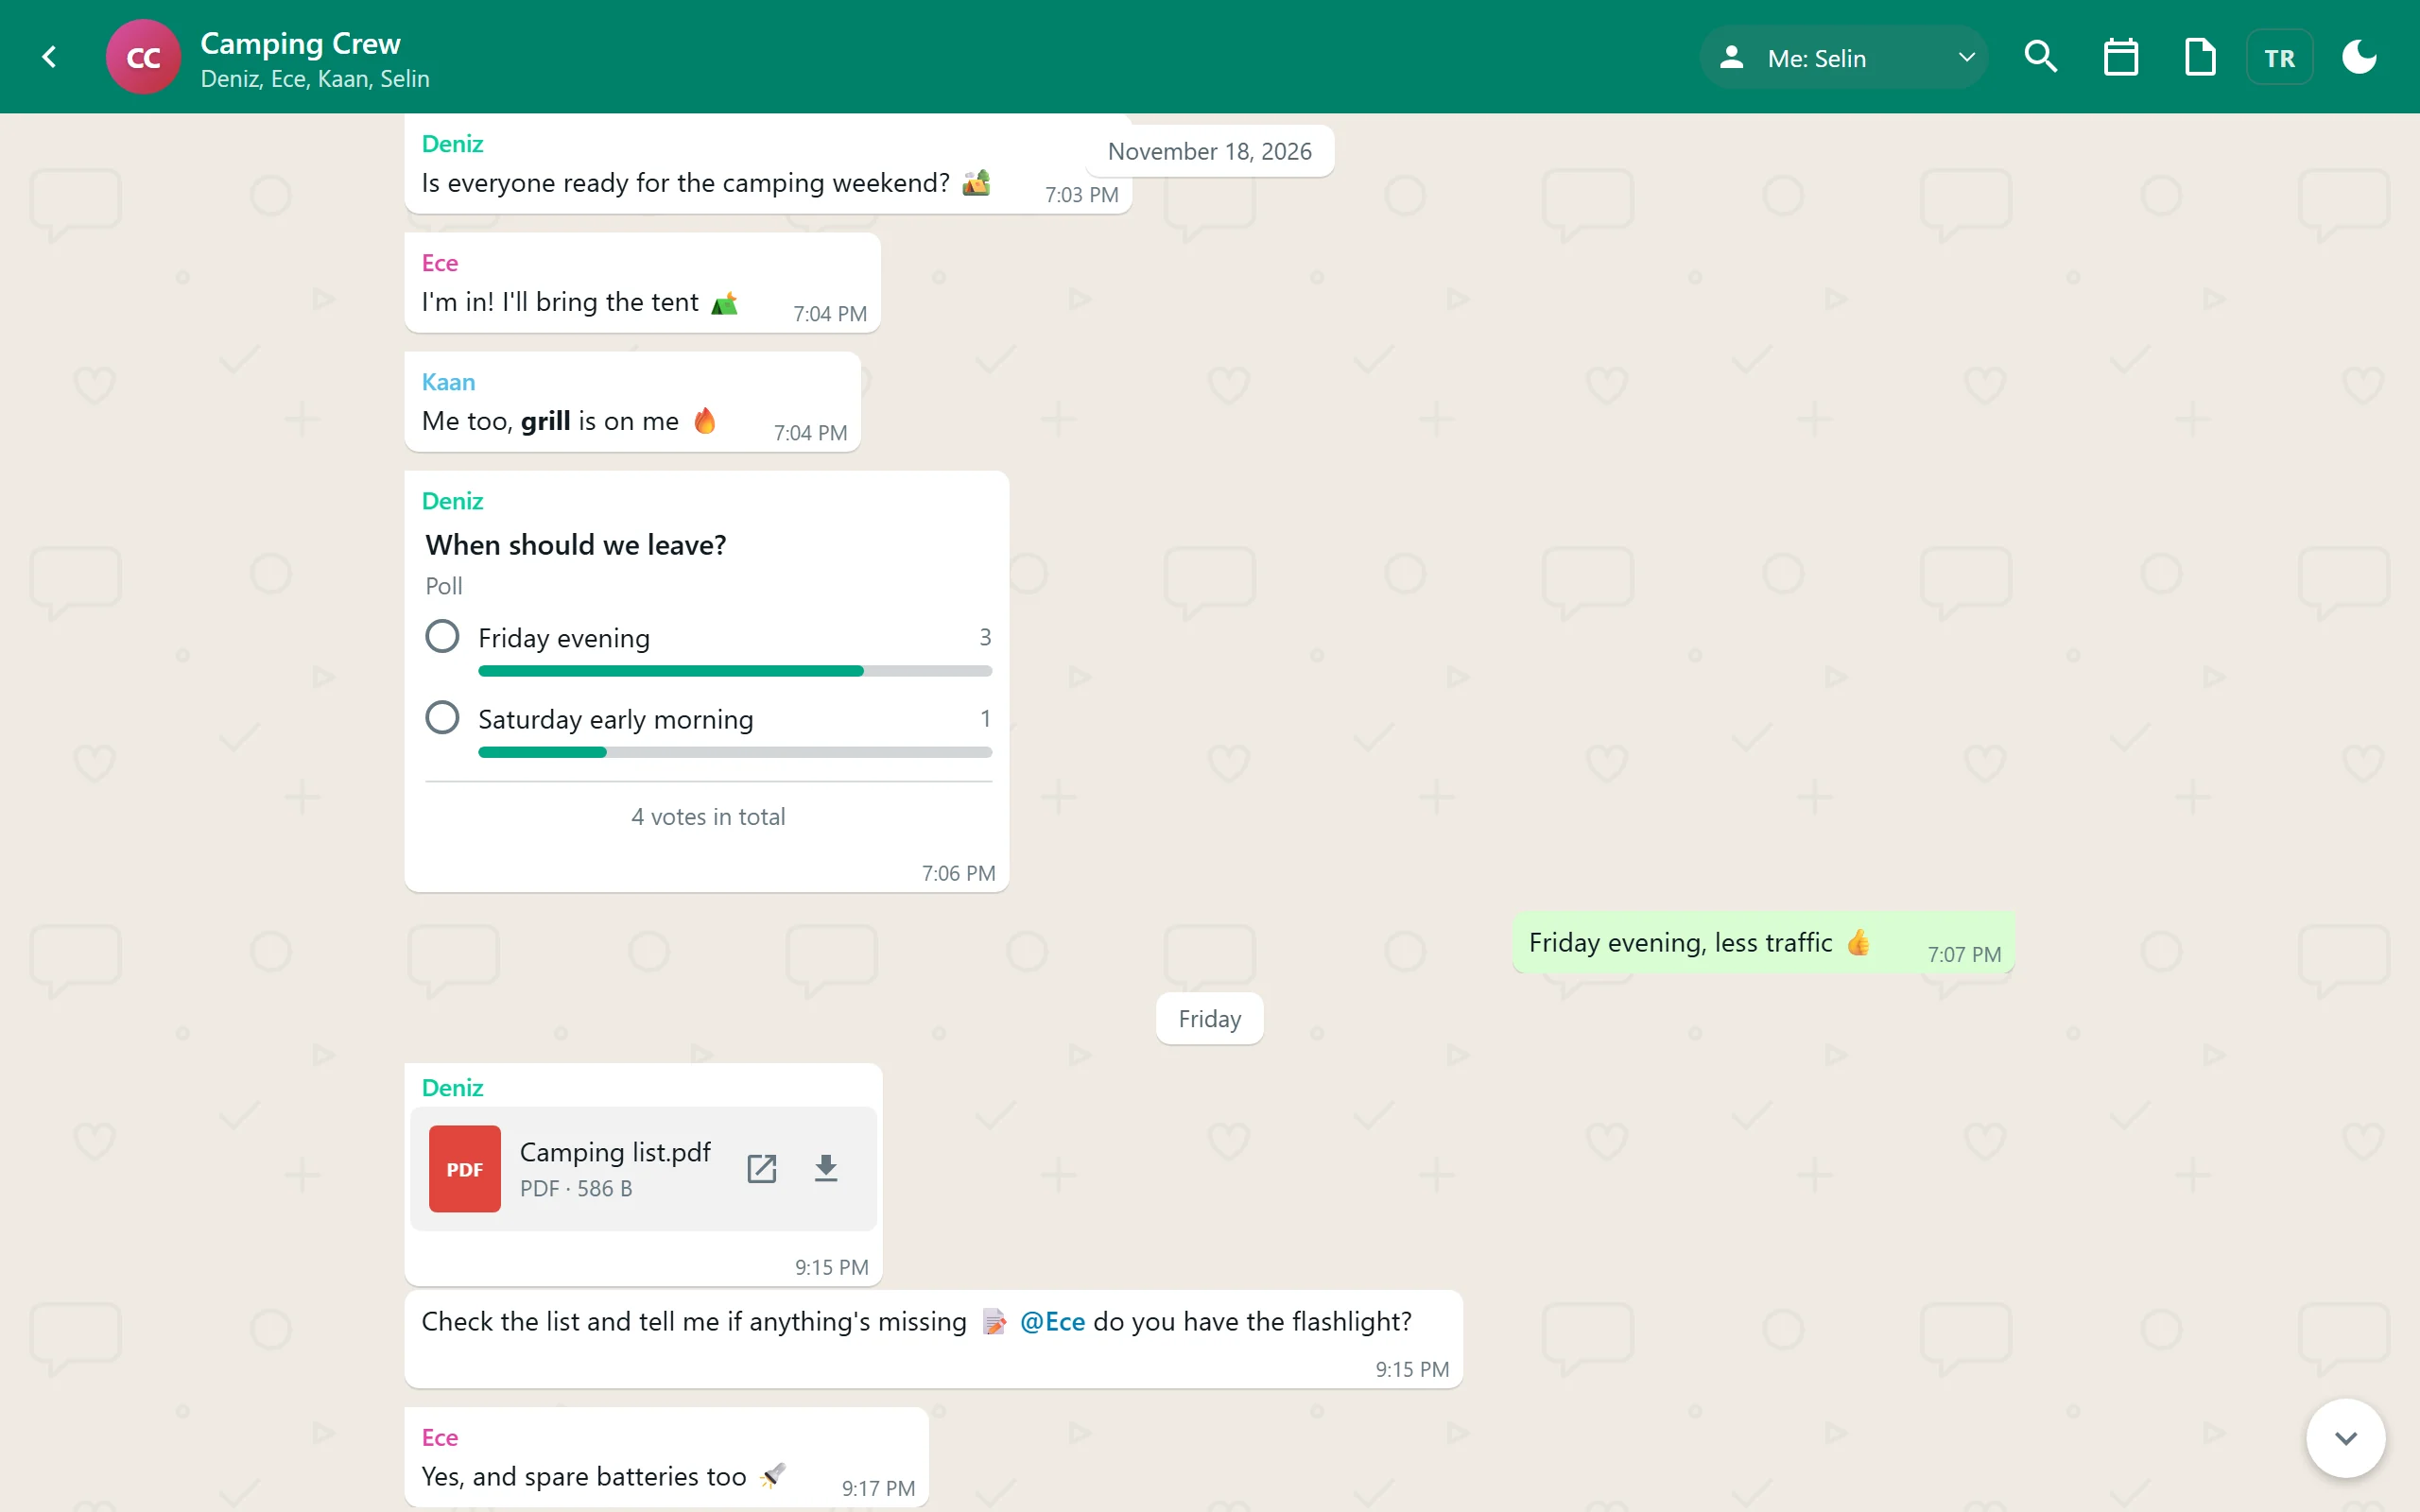 CC
Camping Crew
Deniz, Ece, Kaan, Selin
Me: Selin
TR
November 18, 2026
Deniz
Is everyone ready for the camping weekend? 🏕️
7:03 PM
Ece
I'm in! I'll bring the tent ⛺
7:04 PM
Kaan
Me too, grill is on me 🔥
7:04 PM
Deniz
When should we leave?
Poll
Friday evening 3
Saturday early morning 1
4 votes in total
7:06 PM
Friday evening, less traffic 👍
7:07 PM
Friday
Deniz
PDF
Camping list.pdf
PDF · 586 B
9:15 PM
Check the list and tell me if anything's missing 📝 @Ece do you have the flashlight?
9:15 PM
Ece
Yes, and spare batteries too 🔦
9:17 PM